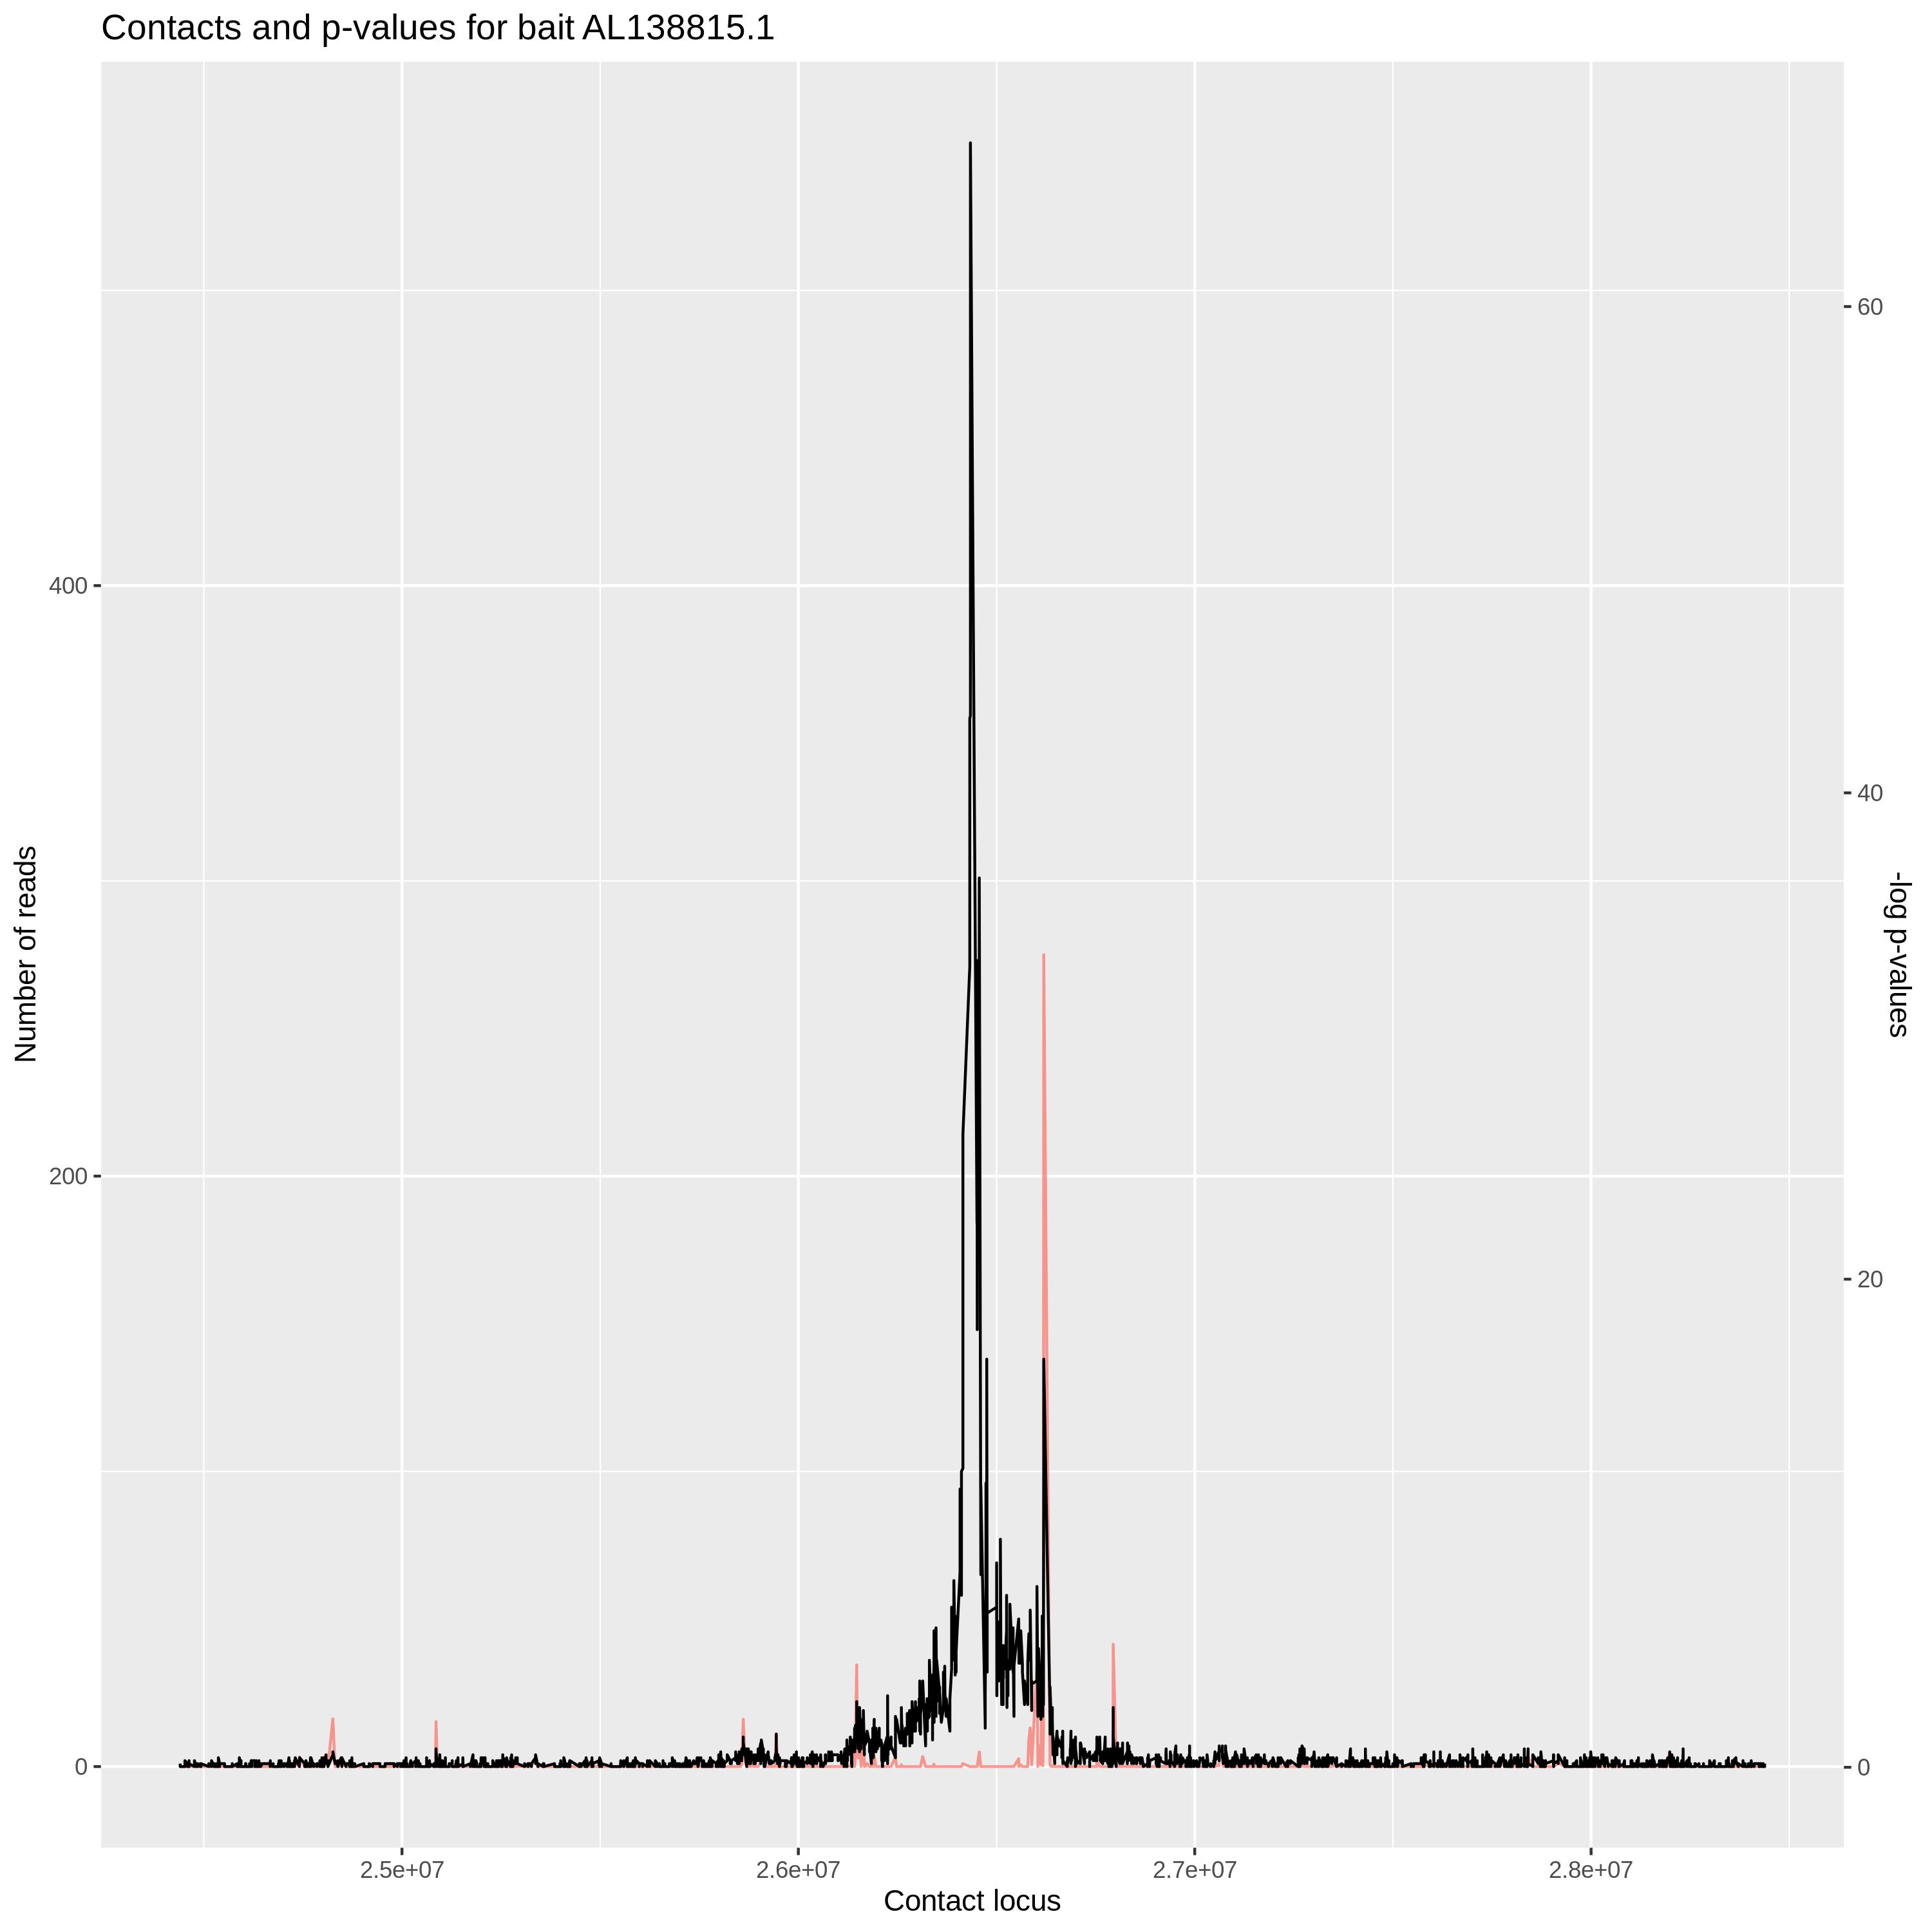 Contacts and p-values for bait AL138815.1
Number of reads
400
200
0
60
40
20
0
-log p-values
2.5e+07
2.6e+07
2.7e+07
2.8e+07
Contact locus